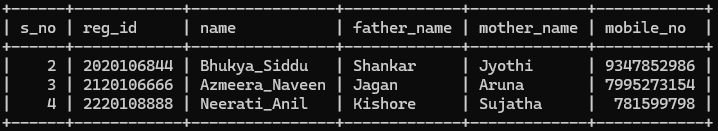 +------+------------+----------------+-------------+-------------+------------+
| s_no | reg_id     | name           | father_name | mother_name | mobile_no  |
+------+------------+----------------+-------------+-------------+------------+
|    2 | 2020106844 | Bhukya_Siddu   | Shankar     | Jyothi      | 9347852986 |
|    3 | 2120106666 | Azmeera_Naveen | Jagan       | Aruna       | 7995273154 |
|    4 | 2220108888 | Neerati_Anil   | Kishore     | Sujatha     |  781599798 |
+------+------------+----------------+-------------+-------------+------------+